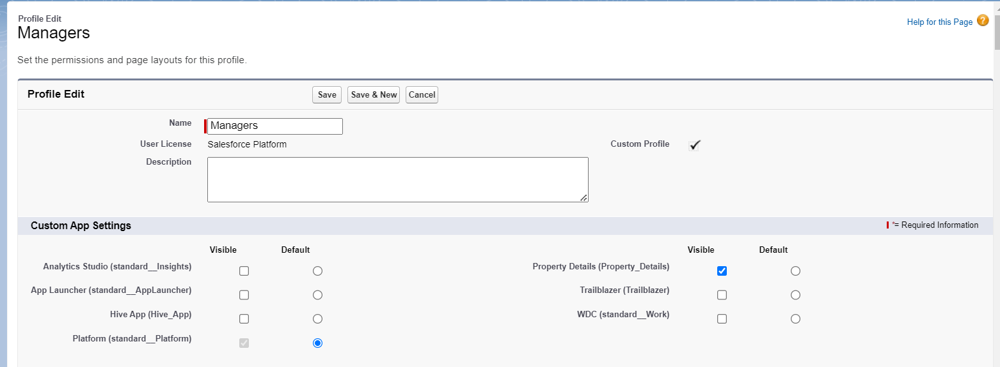 Profile Edit
Managers
Help for this Page ?
Set the permissions and page layouts for this profile.
Profile Edit
Save
Save & New
Cancel
Name
Managers
User License
Salesforce Platform
Custom Profile
Description
Custom App Settings
*= Required Information
Visible
Default
Visible
Default
Analytics Studio (standard__Insights)
Property Details (Property_Details)
App Launcher (standard__AppLauncher)
Trailblazer (Trailblazer)
Hive App (Hive_App)
WDC (standard__Work)
Platform (standard__Platform)